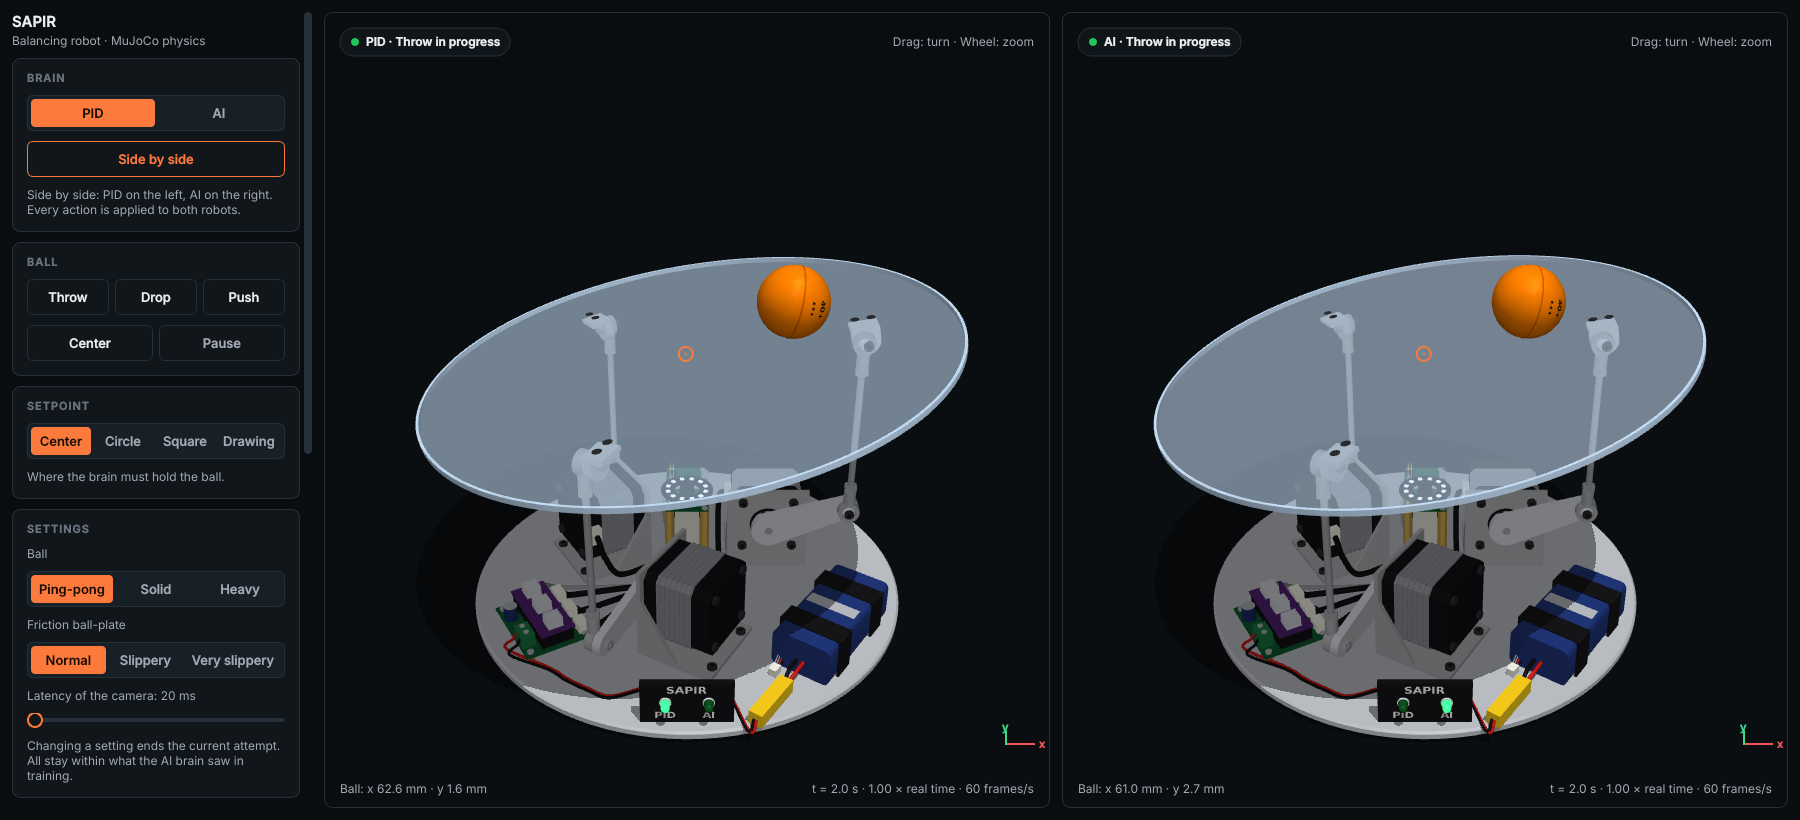 SAPIR
Balancing robot · MuJoCo physics
BRAIN
PID AI
Side by side
Side by side: PID on the left, AI on the right.
Every action is applied to both robots.
BALL
Throw Drop Push
Center Pause
SETPOINT
Center Circle Square Drawing
Where the brain must hold the ball.
SETTINGS
Ball
Ping-pong Solid Heavy
Friction ball-plate
Normal Slippery Very slippery
Latency of the camera: 20 ms
Changing a setting ends the current attempt.
All stay within what the AI brain saw in
training.
PID · Throw in progress
Drag: turn · Wheel: zoom
40+
SAPIR
PID AI
y
x
Ball: x 62.6 mm · y 1.6 mm
t = 2.0 s · 1.00 × real time · 60 frames/s
AI · Throw in progress
Drag: turn · Wheel: zoom
40+
SAPIR
PID AI
y
x
Ball: x 61.0 mm · y 2.7 mm
t = 2.0 s · 1.00 × real time · 60 frames/s